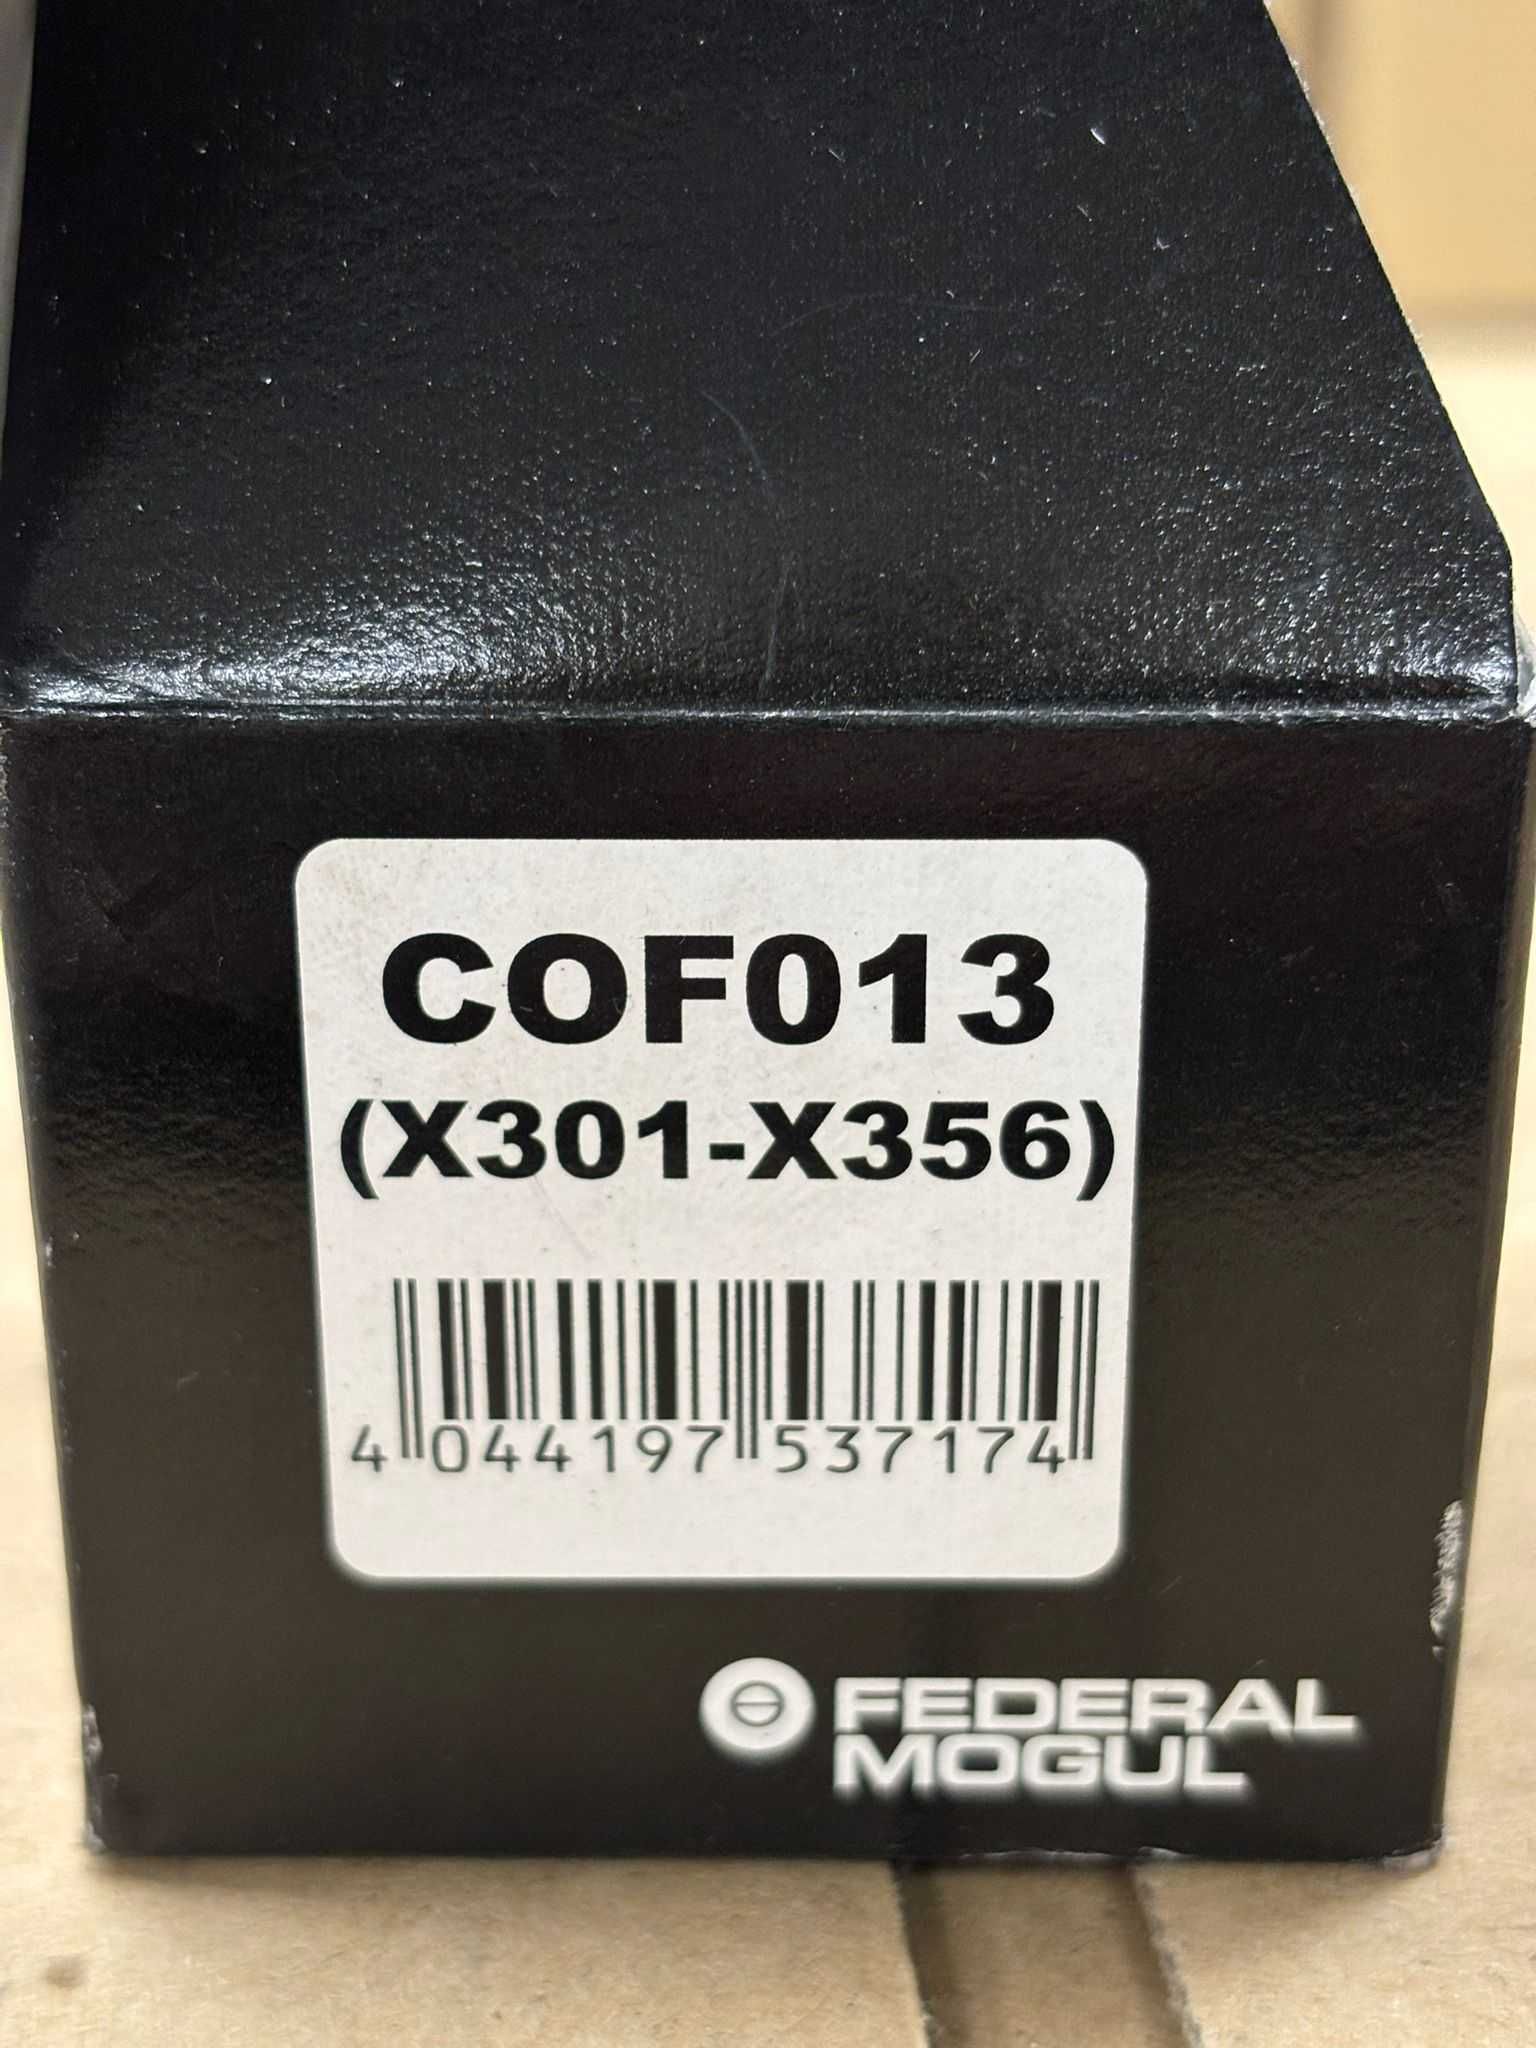 COF013
(X301-X356)
4 044197 537174
FEDERAL
MOGUL